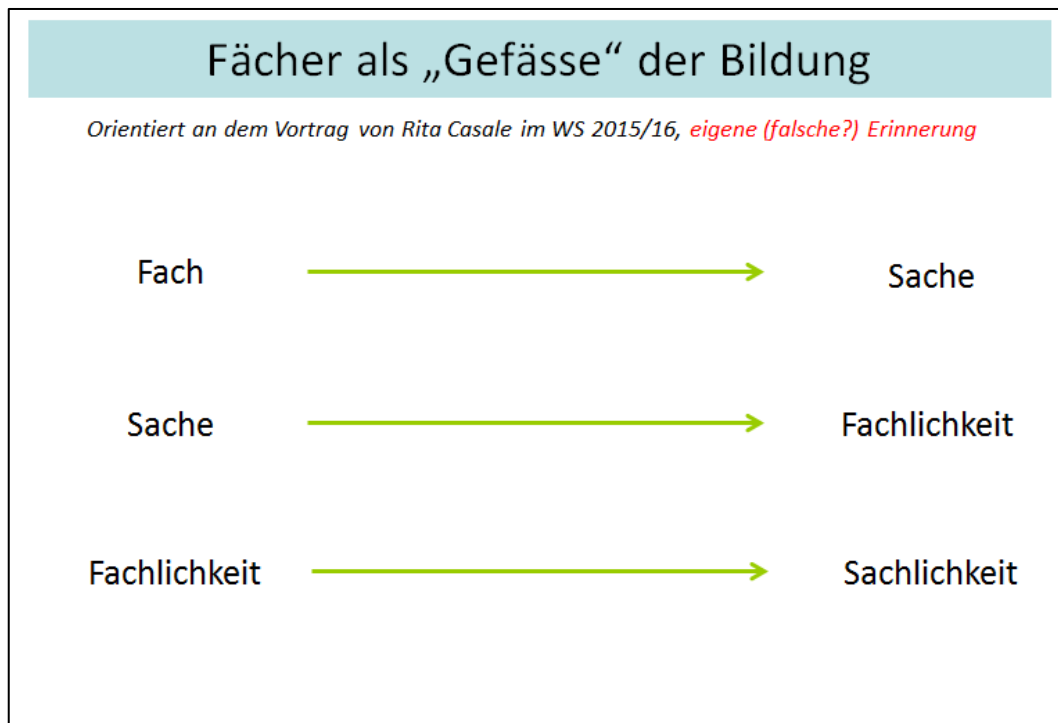 Fächer als „Gefässe“ der Bildung
Orientiert an dem Vortrag von Rita Casale im WS 2015/16, eigene (falsche?) Erinnerung
Fach Sache
Sache Fachlichkeit
Fachlichkeit Sachlichkeit